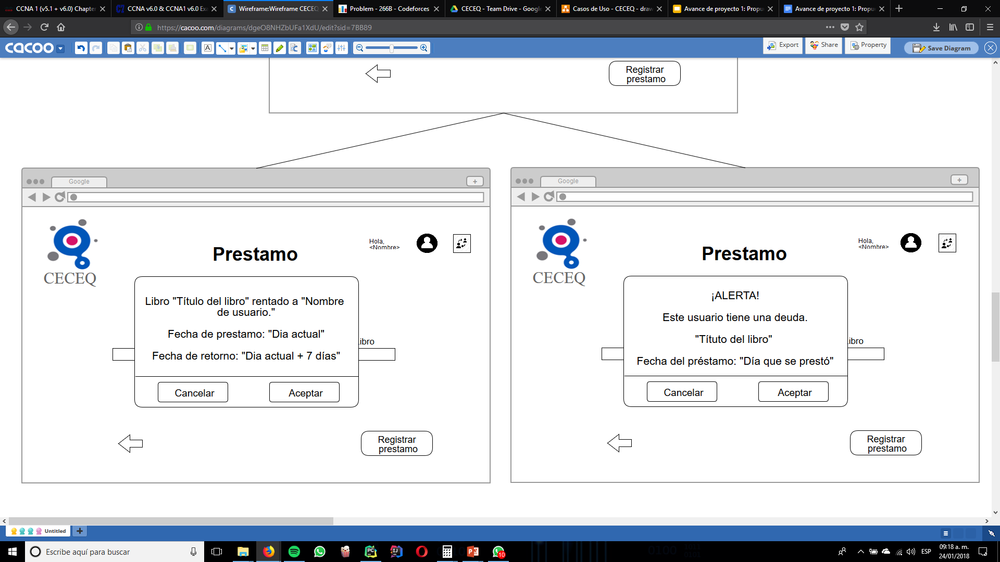 CCNA 1 (v5.1 + v6.0) Chapter
CCNA v6.0 & CCNA1 v6.0 Exa
Wireframe:Wireframe CECEQ
Problem - 266B - Codeforces
CECEQ - Team Drive - Google
Casos de Uso - CECEQ - draw
Avance de proyecto 1: Propu
Avance de proyecto 1: Propu
https://cacoo.com/diagrams/dgeO8NHZbUFa1XdU/edit?sid=7BB89
cacoo
Export
Share
Property
Save Diagram
Registrar
prestamo
Google
Hola,
<Nombre>
CECEQ
Prestamo
Libro "Título del libro" rentado a "Nombre
de usuario."
Fecha de prestamo: "Dia actual"
ibro
Fecha de retorno: "Dia actual + 7 días"
Cancelar
Aceptar
Registrar
prestamo
Google
Hola,
<Nombre>
CECEQ
Prestamo
¡ALERTA!
Este usuario tiene una deuda.
"Títuto del libro"
ibro
Fecha del préstamo: "Día que se prestó"
Cancelar
Aceptar
Registrar
prestamo
Untitled
Escribe aquí para buscar
10
ESP
09:18 a. m.
24/01/2018